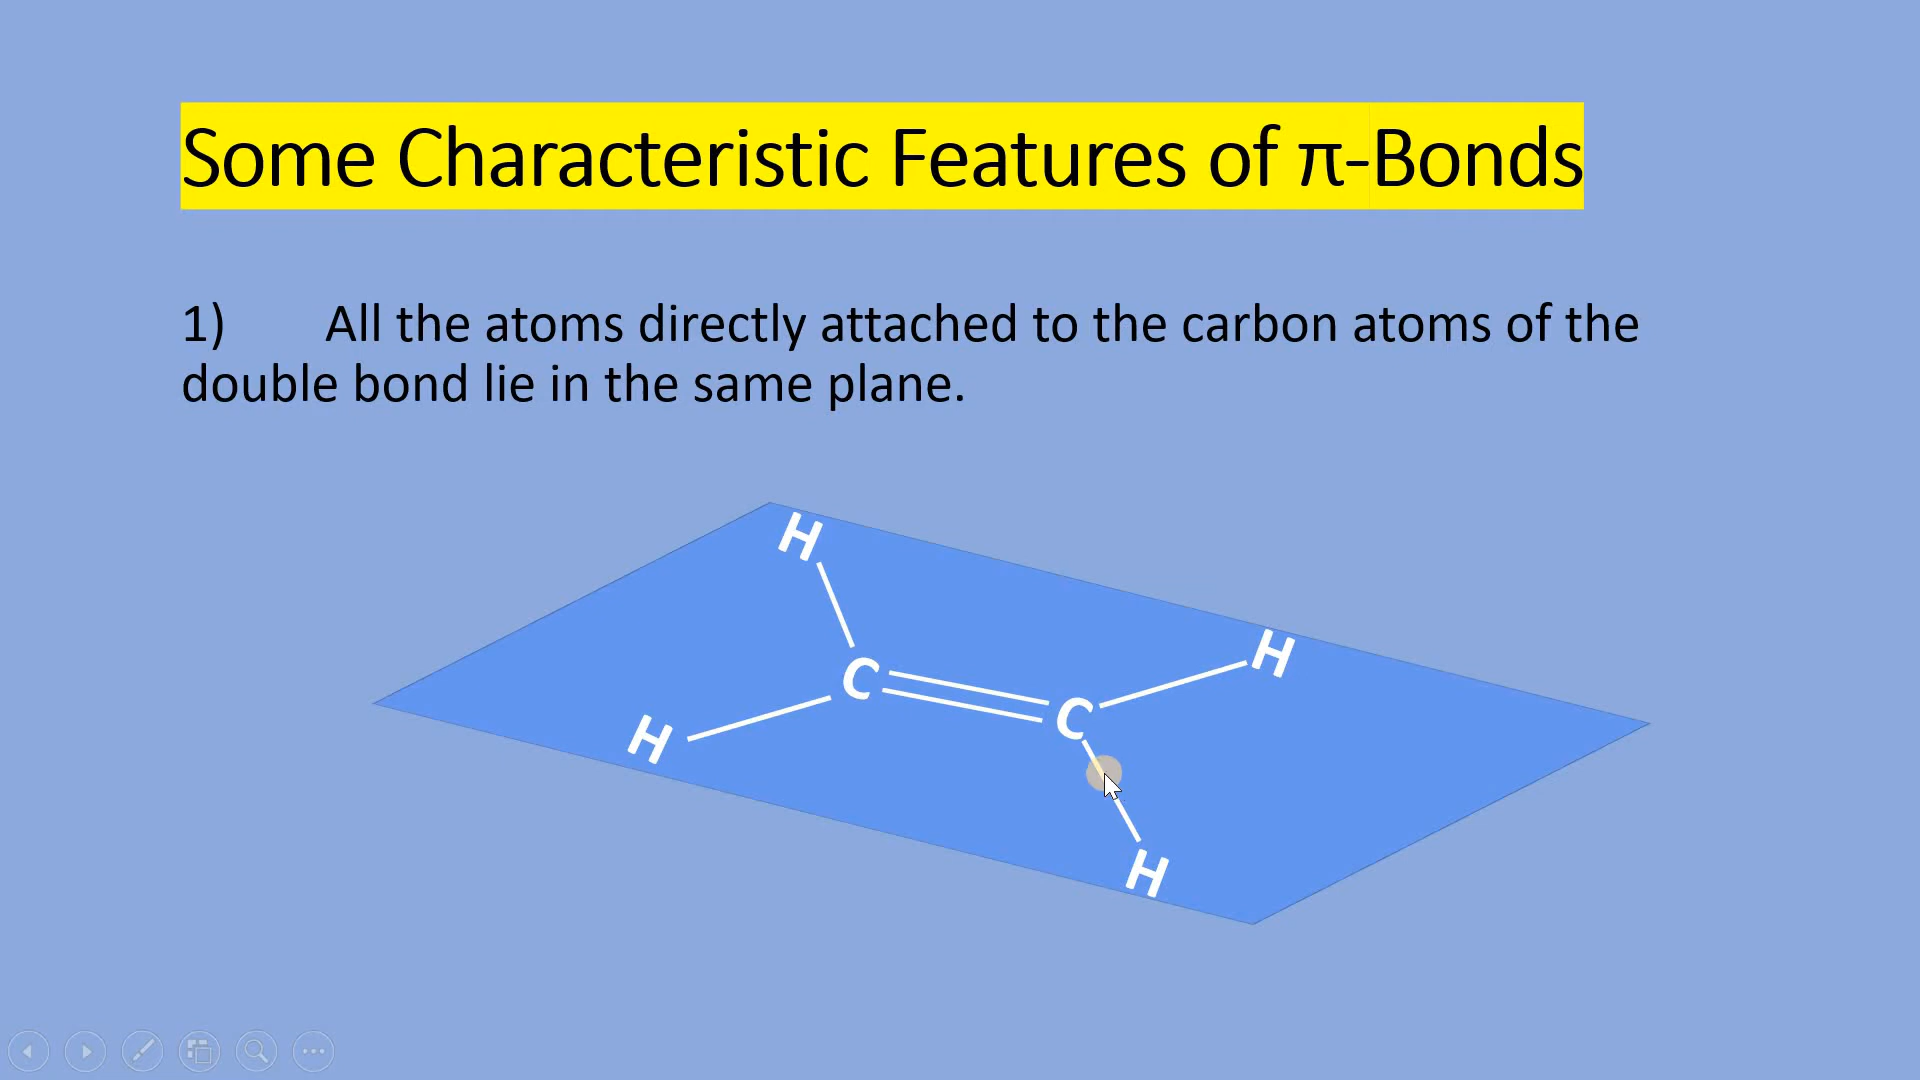 Some Characteristic Features of π-Bonds
1) All the atoms directly attached to the carbon atoms of the
double bond lie in the same plane.
H
H
C
C
H
H